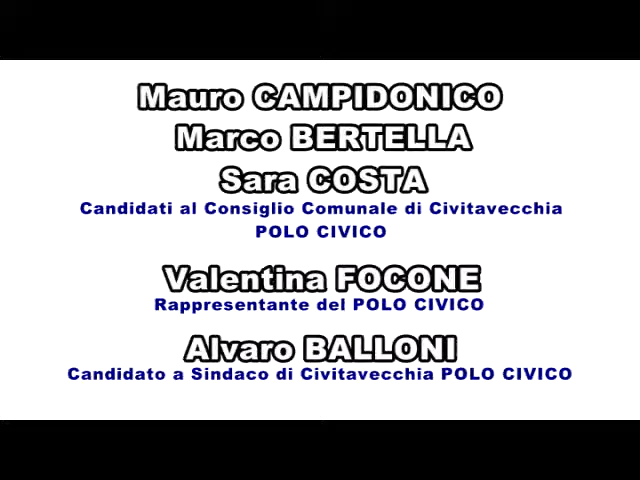 Mauro CAMPIDONICO
Marco BERTELLA
Sara COSTA
Candidati al Consiglio Comunale di Civitavecchia
POLO CIVICO
Valentina FOCONE
Rappresentante del POLO CIVICO
Alvaro BALLONI
Candidato a Sindaco di Civitavecchia POLO CIVICO